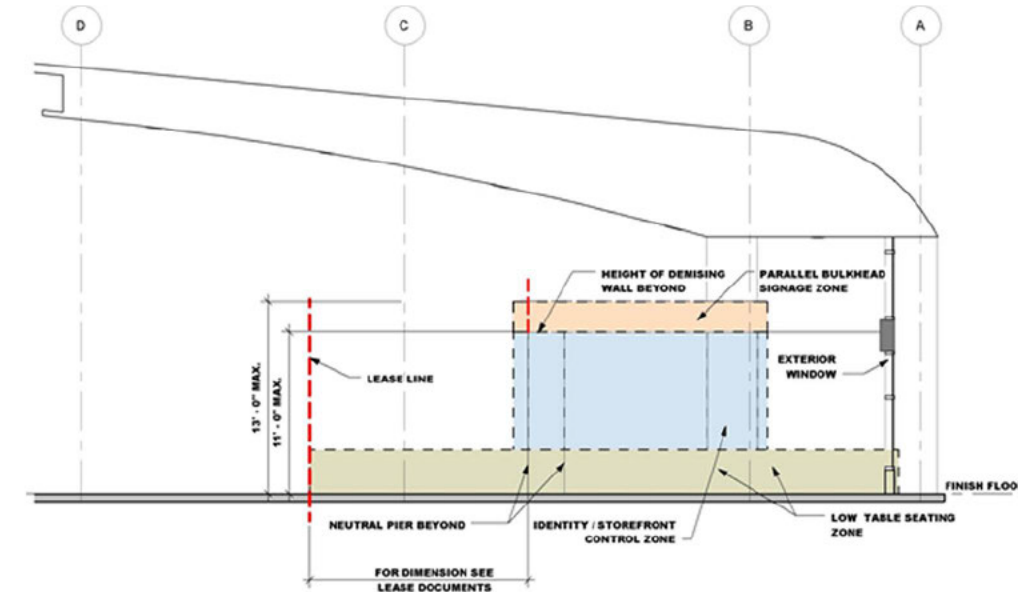 D
C
B
A
HEIGHT OF DEMISING
WALL BEYOND
PARALLEL BULKHEAD
SIGNAGE ZONE
13' - 0" MAX.
11' - 0" MAX.
LEASE LINE
EXTERIOR
WINDOW
FINISH FLOO
NEUTRAL PIER BEYOND
IDENTITY / STOREFRONT
CONTROL ZONE
LOW TABLE SEATING
ZONE
FOR DIMENSION SEE
LEASE DOCUMENTS